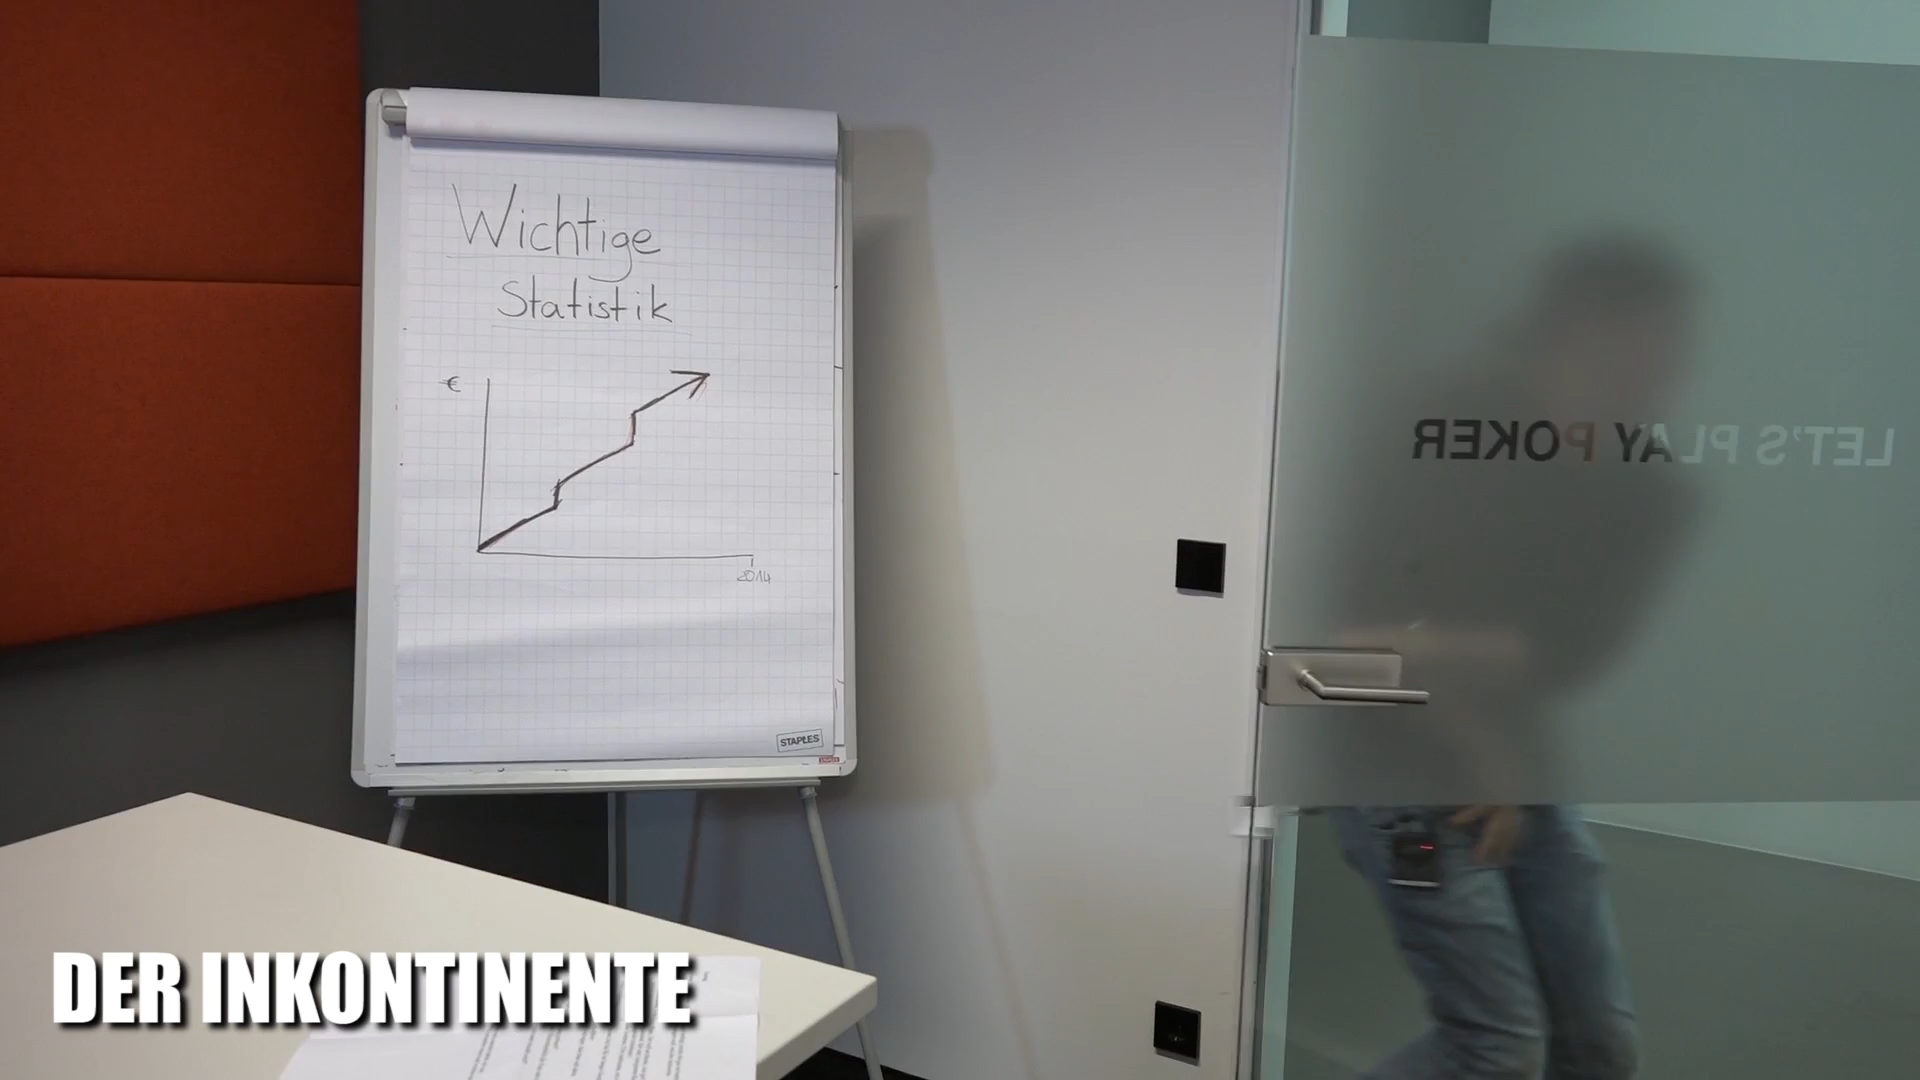 Wichtige
Statistik
€
2014
STAPLES
LET'S PLAY POKER
DER INKONTINENTE